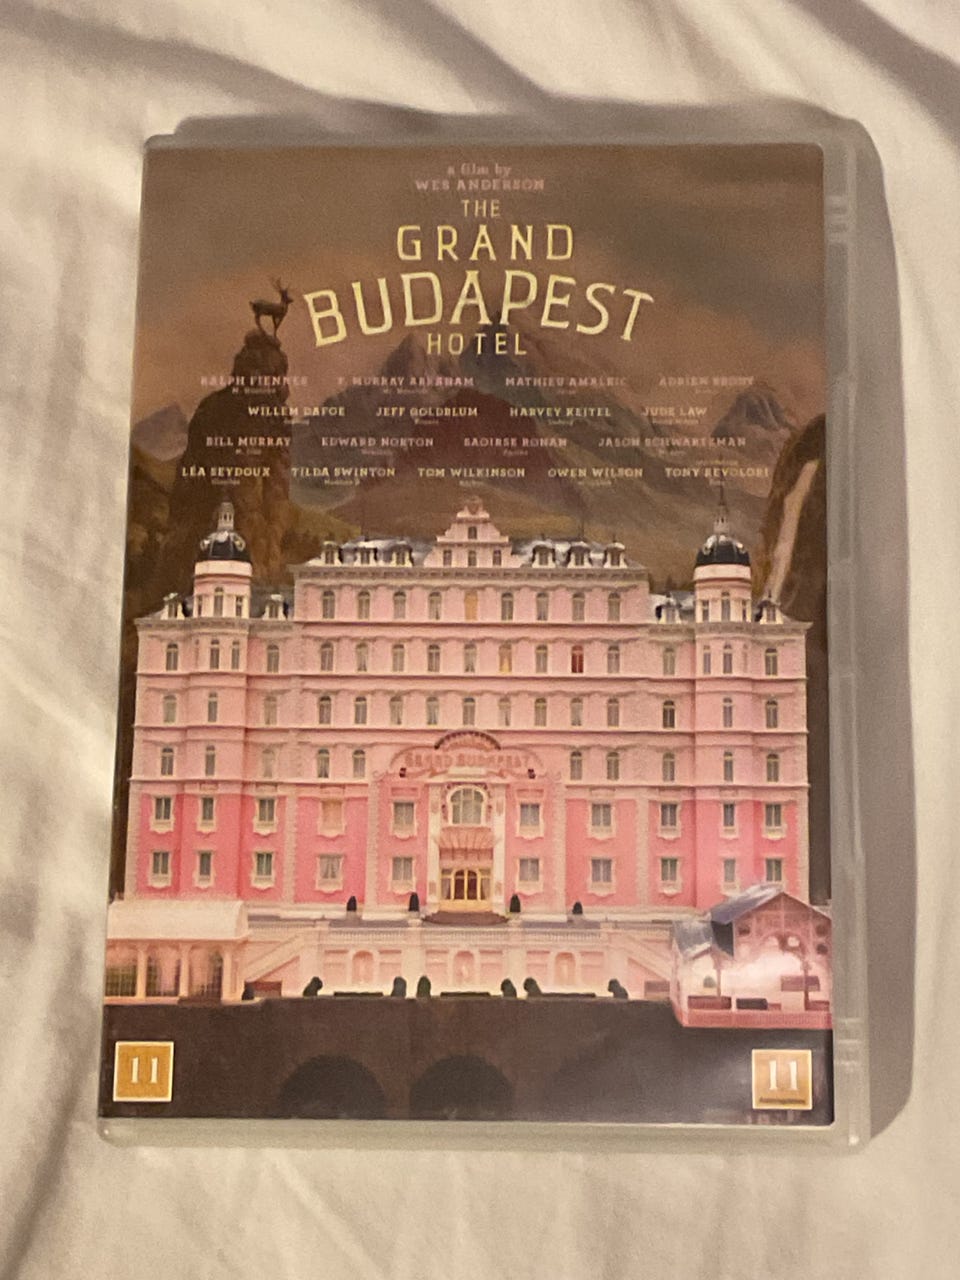 a film by
WES ANDERSON
THE
GRAND
BUDAPEST
HOTEL
RALPH FIENNES F. MURRAY ABRAHAM MATHIEU AMALRIC ADRIEN BRODY
WILLEM DAFOE JEFF GOLDBLUM HARVEY KEITEL JUDE LAW
BILL MURRAY EDWARD NORTON SAOIRSE RONAN JASON SCHWARTZMAN
LÉA SEYDOUX TILDA SWINTON TOM WILKINSON OWEN WILSON TONY REVOLORI
GRAND BUDAPEST
11
11